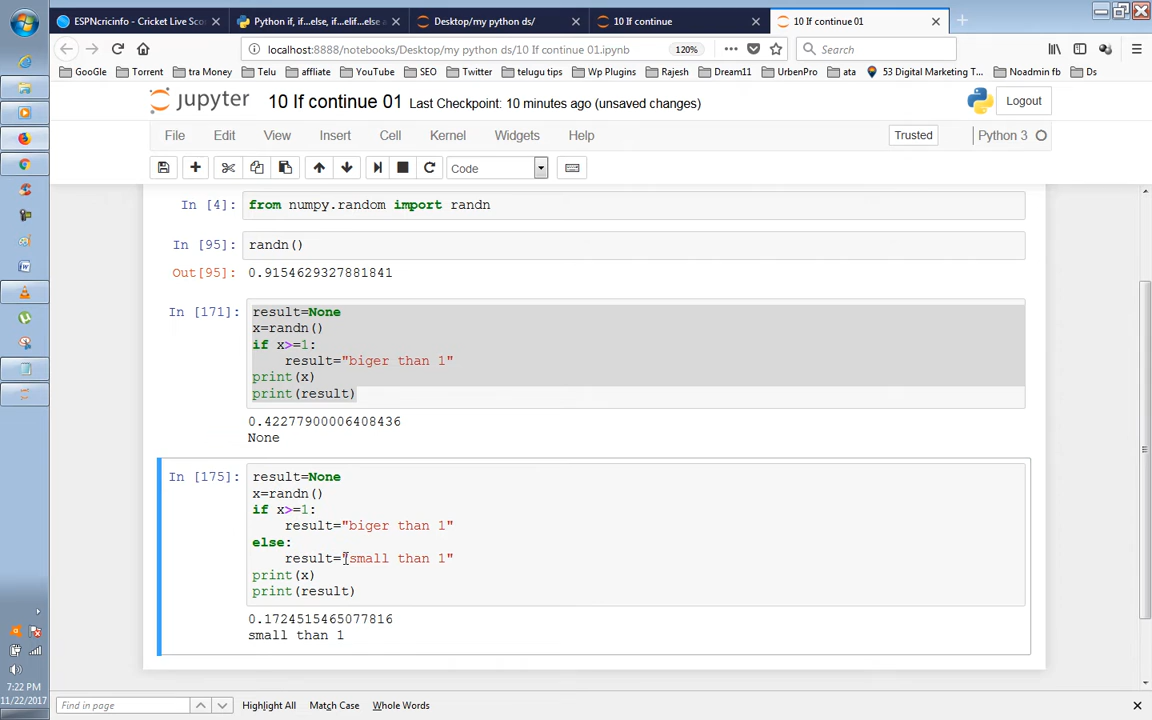 ESPNcricinfo - Cricket Live Sco
Python if, if...else, if...elif...else a
Desktop/my python ds/
10 If continue
10 If continue 01
localhost:8888/notebooks/Desktop/my python ds/10 If continue 01.ipynb
120%
Search
GooGle
Torrent
tra Money
Telu
affliate
YouTube
SEO
Twitter
telugu tips
Wp Plugins
Rajesh
Dream11
UrbenPro
ata
53 Digital Marketing T...
Noadmin fb
Ds
jupyter 10 If continue 01 Last Checkpoint: 10 minutes ago (unsaved changes)
Logout
File Edit View Insert Cell Kernel Widgets Help
Trusted
Python 3
Code
In [4]: from numpy.random import randn
In [95]: randn()
Out[95]: 0.9154629327881841
In [171]: result=None
x=randn()
if x>=1:
    result="biger than 1"
print(x)
print(result)
0.42277900006408436
None
In [175]: result=None
x=randn()
if x>=1:
    result="biger than 1"
else:
    result="small than 1"
print(x)
print(result)
0.1724515465077816
small than 1
7:22 PM
11/22/2017
Find in page
Highlight All
Match Case
Whole Words